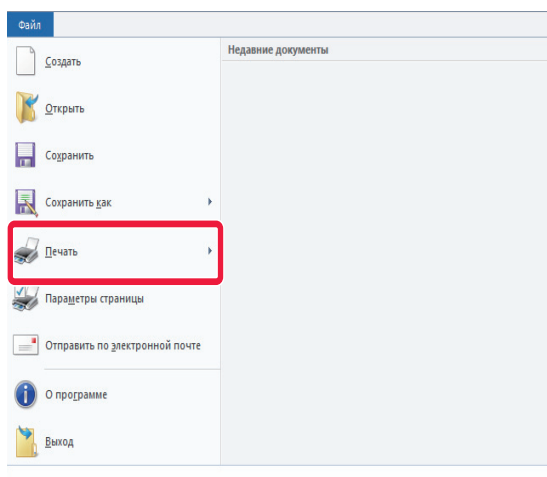 Файл
Недавние документы
Создать
Открыть
Сохранить
Сохранить как
Печать
Параметры страницы
Отправить по электронной почте
О программе
Выход